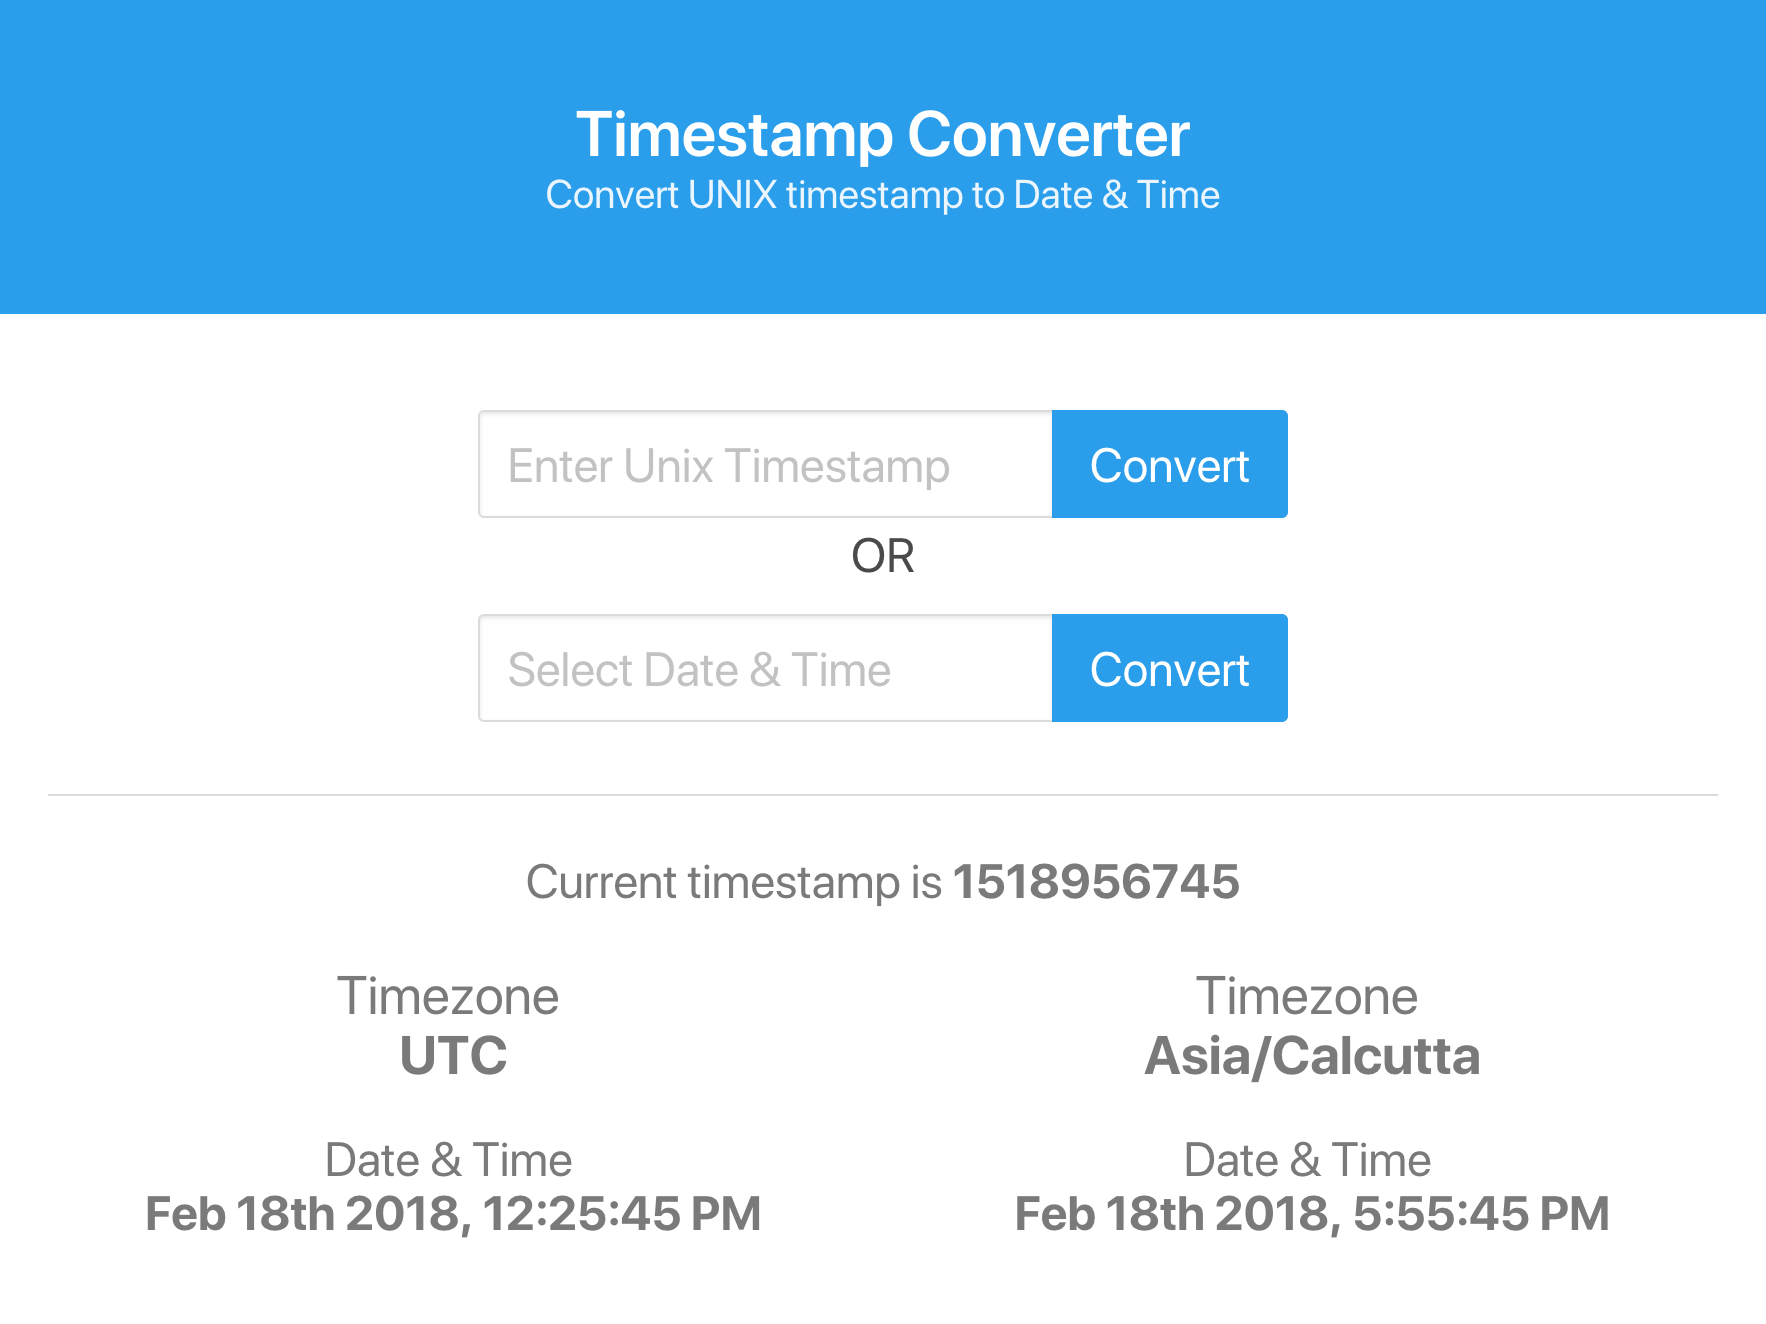 Timestamp Converter
Convert UNIX timestamp to Date & Time
Enter Unix Timestamp
Convert
OR
Select Date & Time
Convert
Current timestamp is 1518956745
Timezone
UTC
Date & Time
Feb 18th 2018, 12:25:45 PM
Timezone
Asia/Calcutta
Date & Time
Feb 18th 2018, 5:55:45 PM